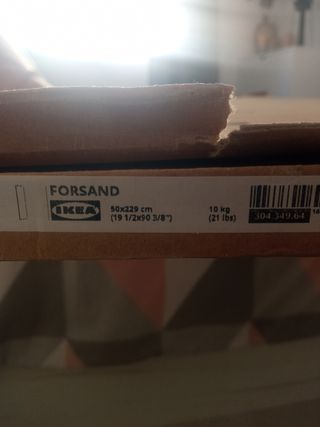 FORSAND
IKEA
50x229 cm
(19 1/2x90 3/8")
10 kg
(21 lbs)
304.349.64